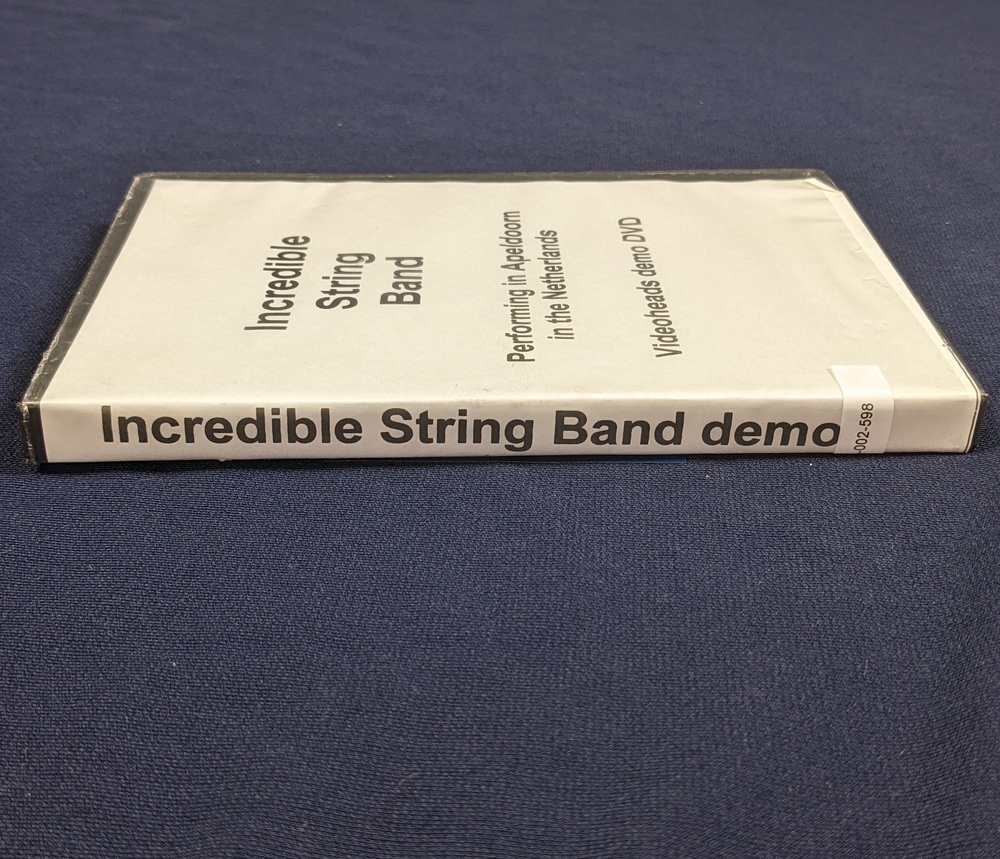 Incredible
String
Band
Performing in Apeldoorn
in the Netherlands
Videoheads demo DVD
Incredible String Band demo
-002-598